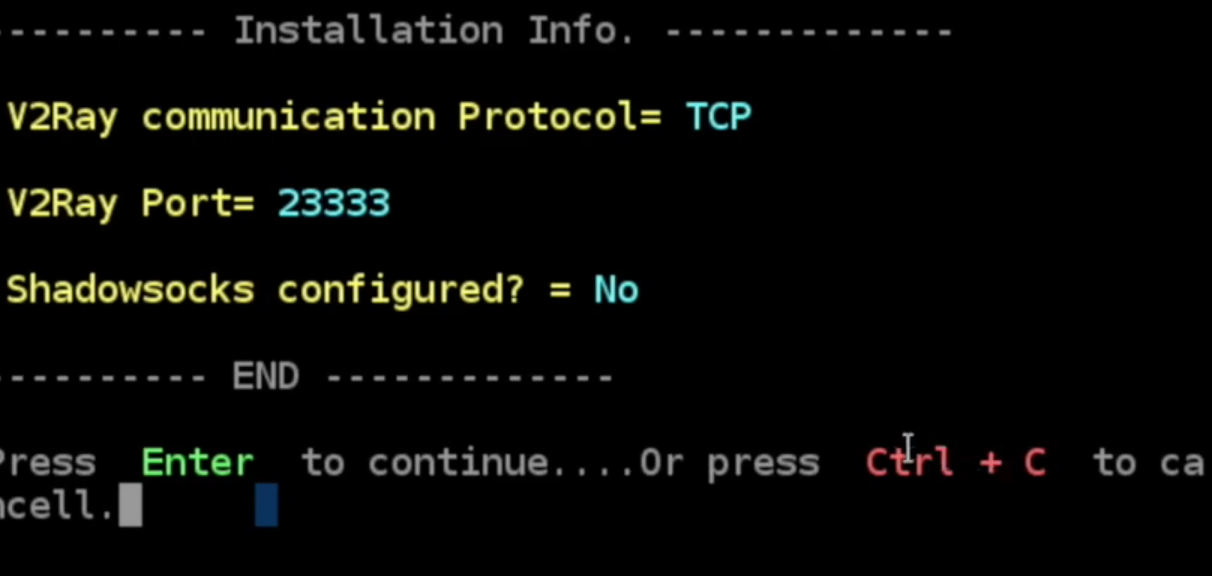 ---------- Installation Info. -------------
V2Ray communication Protocol= TCP
V2Ray Port= 23333
Shadowsocks configured? = No
---------- END -------------
Press Enter to continue....Or press Ctrl + C to ca
ncell.